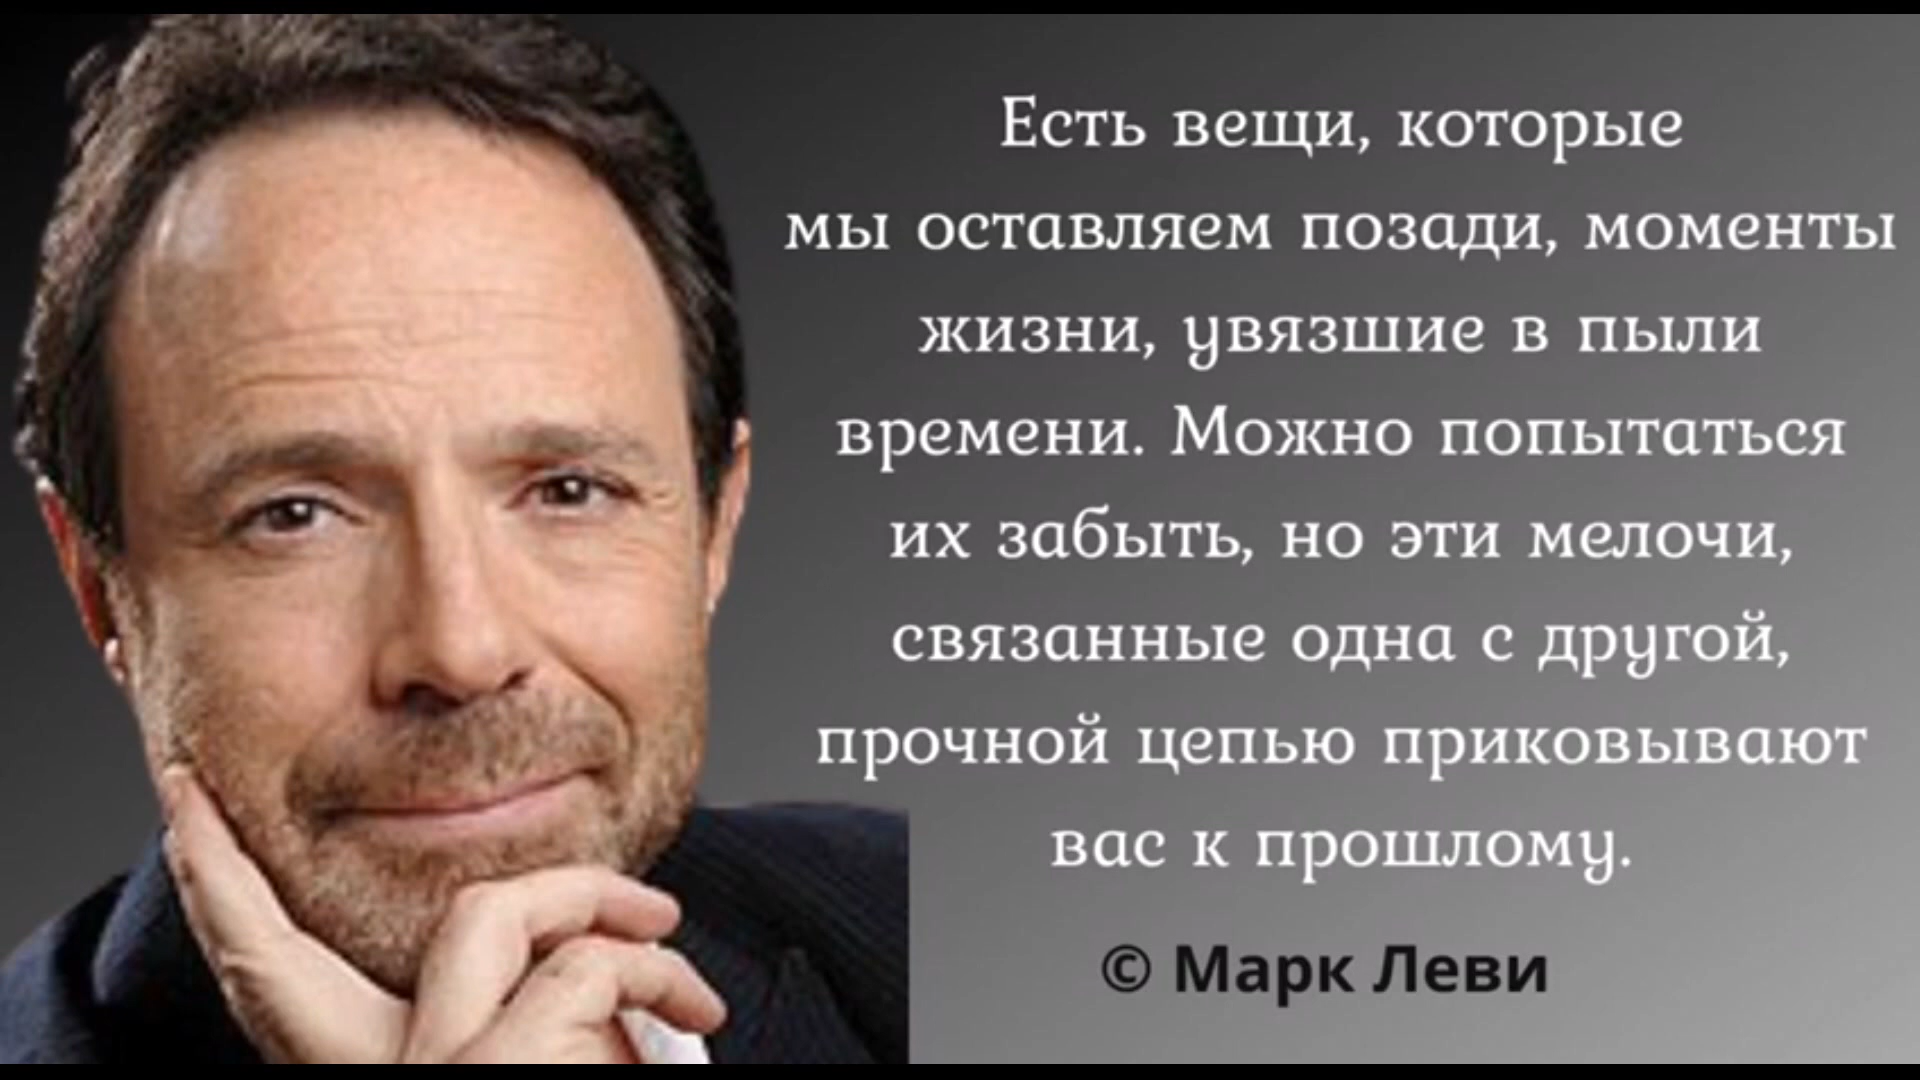 Есть вещи, которые
мы оставляем позади, моменты
жизни, увязшие в пыли
времени. Можно попытаться
их забыть, но эти мелочи,
связанные одна с другой,
прочной цепью приковывают
вас к прошлому.
© Марк Леви